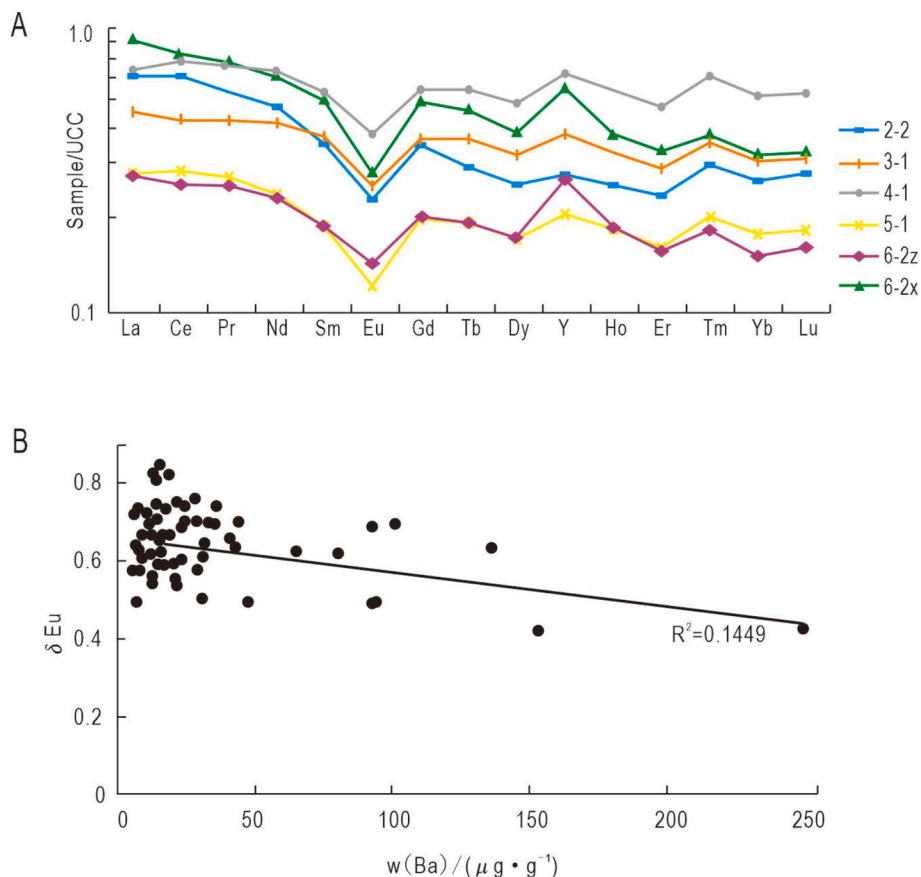 A
1.0
Sample/UCC
0.1
La Ce Pr Nd Sm Eu Gd Tb Dy Y Ho Er Tm Yb Lu
2-2
3-1
4-1
5-1
6-2z
6-2x
B
0.8
0.6
0.4
0.2
0
δEu
R²=0.1449
0 50 100 150 200 250
w(Ba)/(μg·g⁻¹)